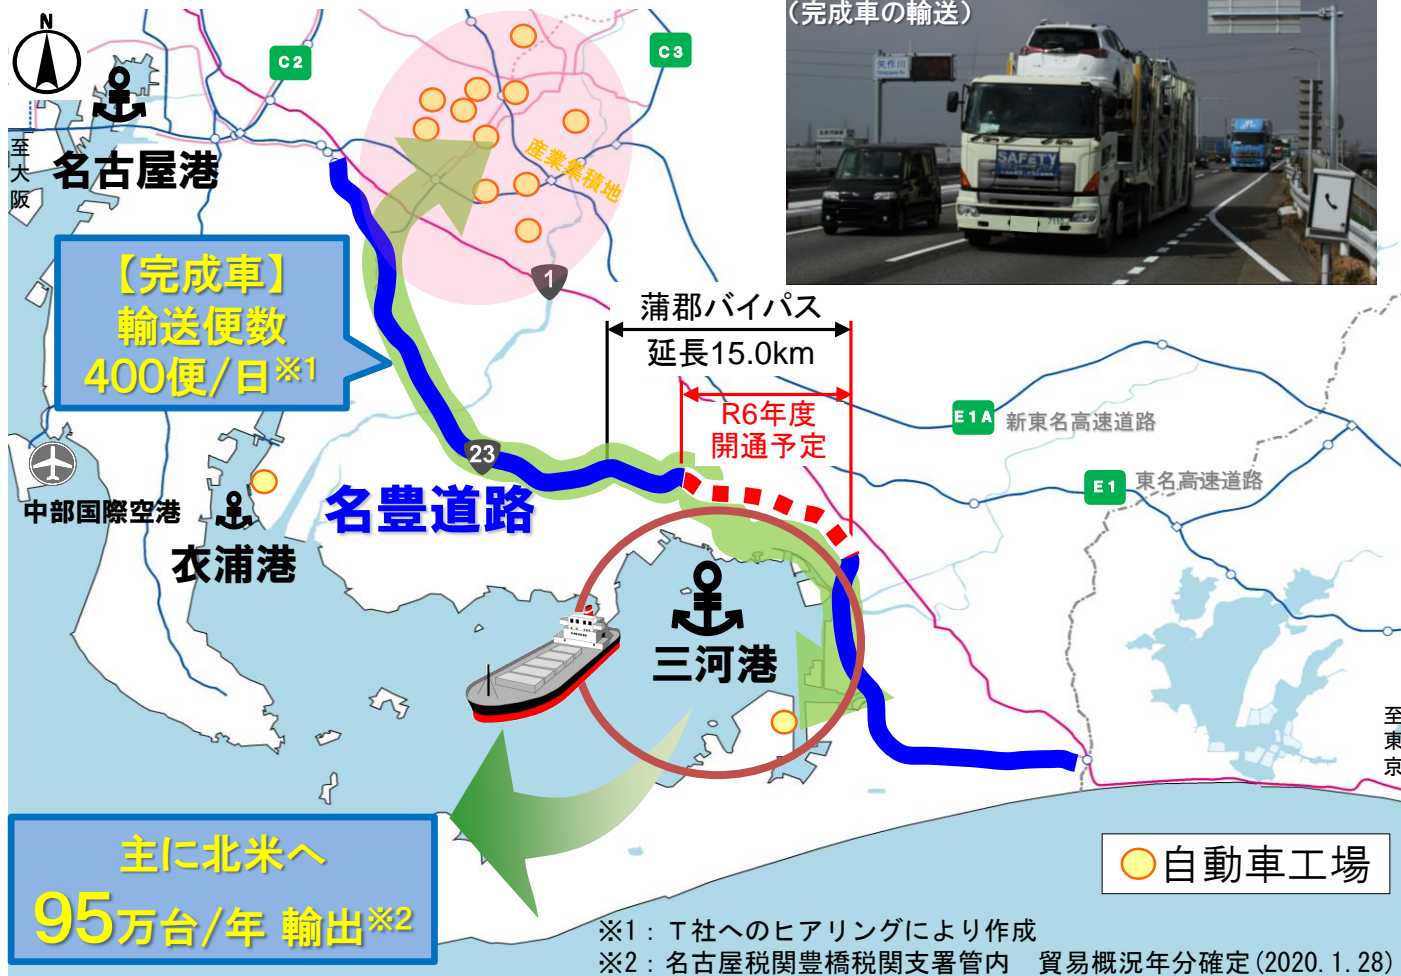 （完成車の輸送）
N
C2
C3
矢作川
SAFETY
至大阪
名古屋港
産業集積地
1
【完成車】
輸送便数
400便/日※1
蒲郡バイパス
延長15.0km
R6年度
開通予定
E1A
新東名高速道路
23
E1
東名高速道路
名豊道路
中部国際空港
衣浦港
三河港
至東京
主に北米へ
95万台/年 輸出※2
自動車工場
※1：T社へのヒアリングにより作成
※2：名古屋税関豊橋税関支署管内　貿易概況年分確定(2020.1.28)